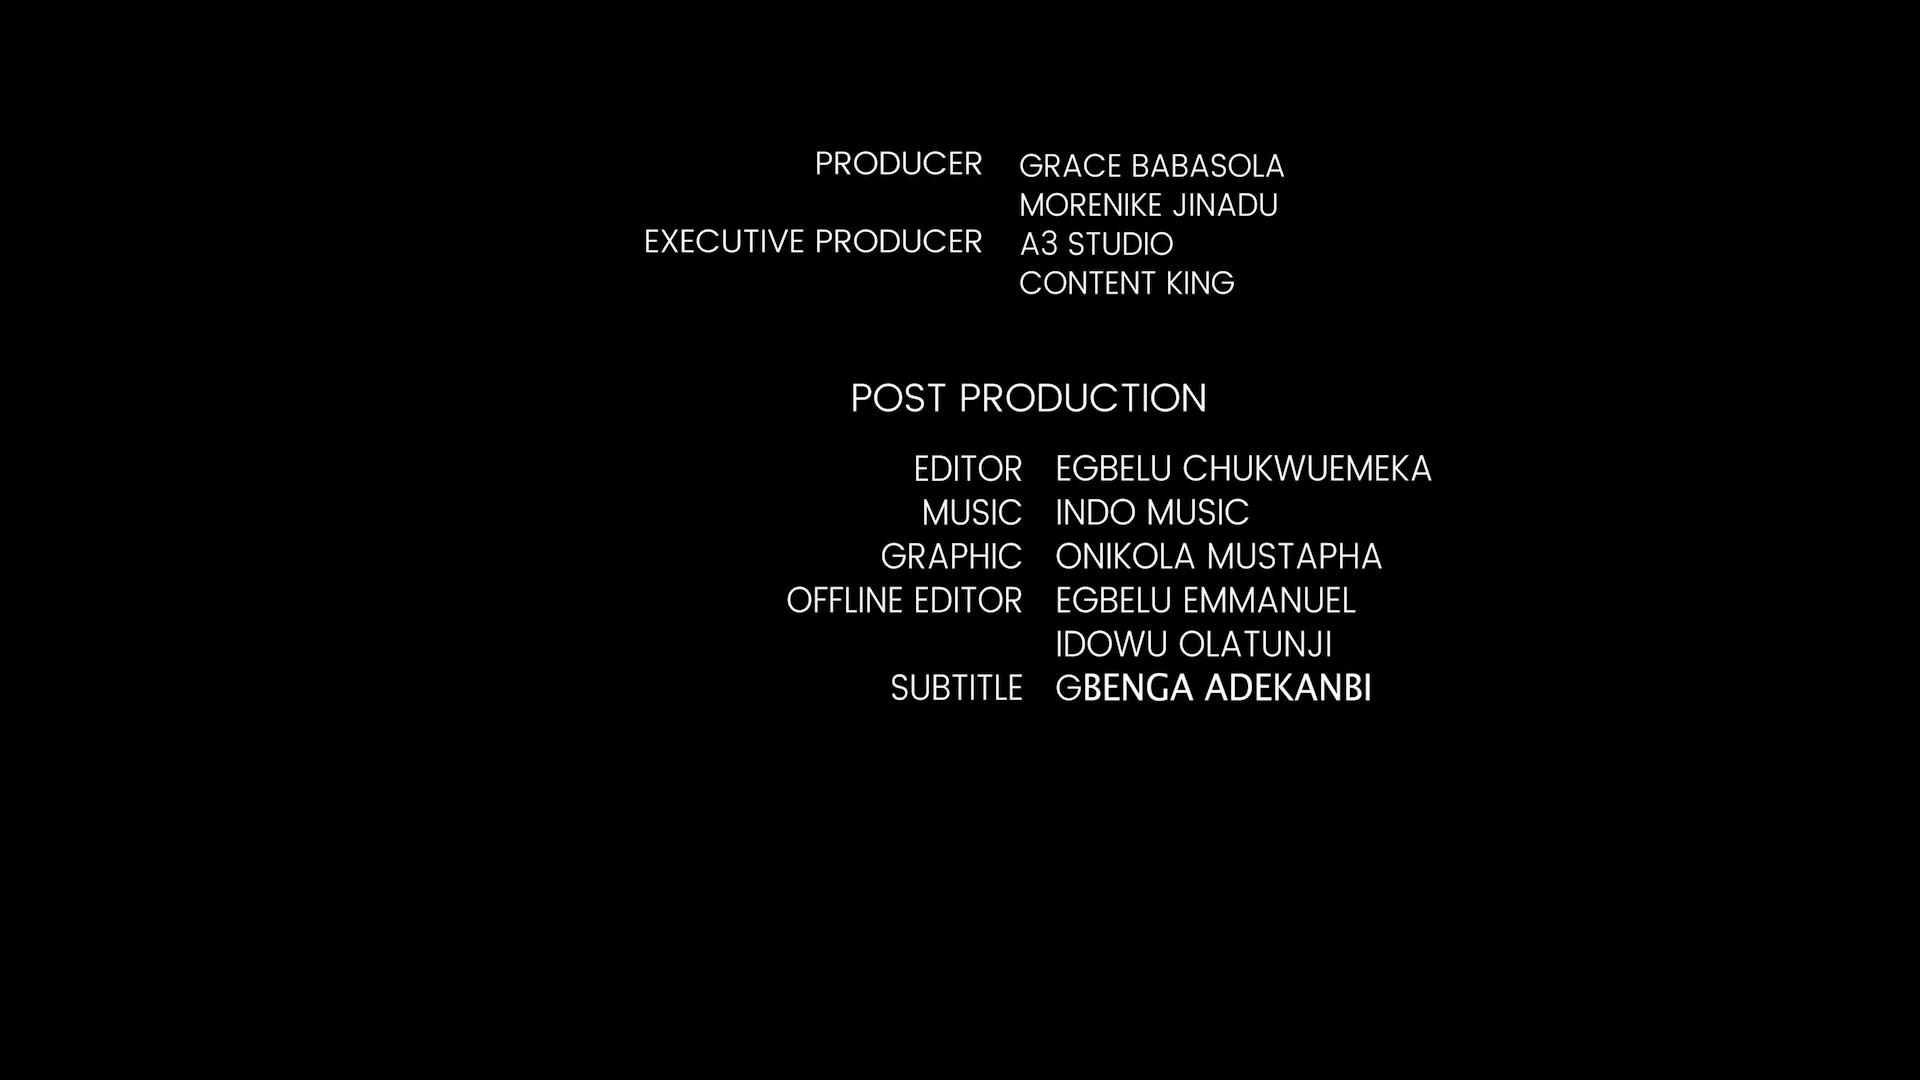 PRODUCER GRACE BABASOLA
MORENIKE JINADU
EXECUTIVE PRODUCER A3 STUDIO
CONTENT KING
POST PRODUCTION
EDITOR EGBELU CHUKWUEMEKA
MUSIC INDO MUSIC
GRAPHIC ONIKOLA MUSTAPHA
OFFLINE EDITOR EGBELU EMMANUEL
IDOWU OLATUNJI
SUBTITLE GBENGA ADEKANBI